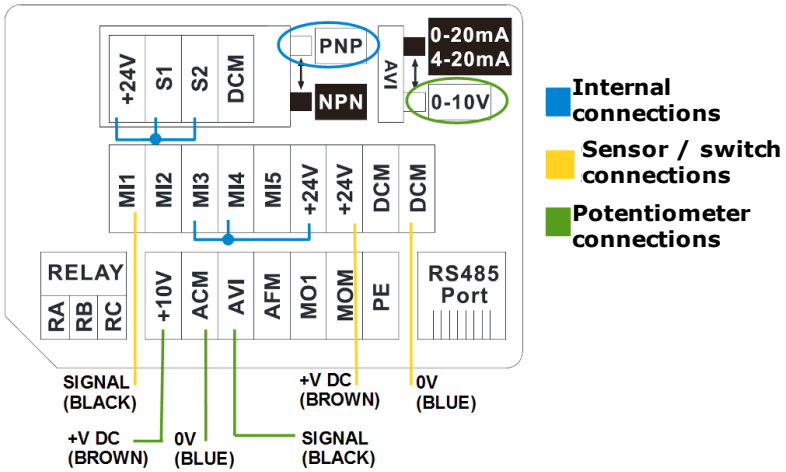 +24V
S1
S2
DCM
PNP
NPN
AVI
0-20mA
4-20mA
0-10V
Internal
connections
Sensor / switch
connections
Potentiometer
connections
MI1
MI2
MI3
MI4
MI5
+24V
+24V
DCM
DCM
RELAY
RA
RB
RC
+10V
ACM
AVI
AFM
MO1
MOM
PE
RS485
Port
SIGNAL
(BLACK)
+V DC
(BROWN)
0V
(BLUE)
+V DC
(BROWN)
0V
(BLUE)
SIGNAL
(BLACK)